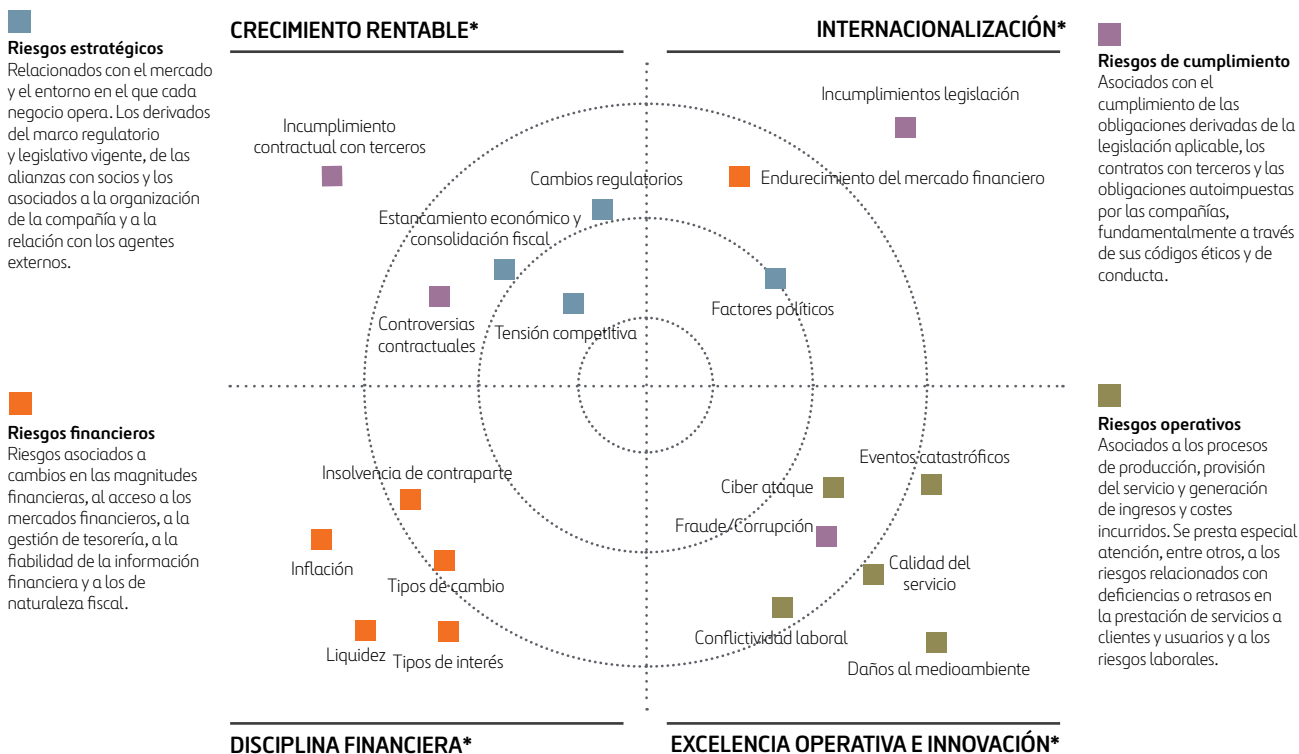 CRECIMIENTO RENTABLE*
INTERNACIONALIZACIÓN*
Riesgos estratégicos
Relacionados con el mercado
y el entorno en el que cada
negocio opera. Los derivados
del marco regulatorio
y legislativo vigente, de las
alianzas con socios y los
asociados a la organización
de la compañía y a la
relación con los agentes
externos.
Incumplimiento
contractual con terceros
Cambios regulatorios
Estancamiento económico y
consolidación fiscal
Controversias
contractuales
Tensión competitiva
Incumplimientos legislación
Endurecimiento del mercado financiero
Factores políticos
Riesgos de cumplimiento
Asociados con el
cumplimiento de las
obligaciones derivadas de la
legislación aplicable, los
contratos con terceros y las
obligaciones autoimpuestas
por las compañías,
fundamentalmente a través
de sus códigos éticos y de
conducta.
Riesgos financieros
Riesgos asociados a
cambios en las magnitudes
financieras, al acceso a los
mercados financieros, a la
gestión de tesorería, a la
fiabilidad de la información
financiera y a los de
naturaleza fiscal.
Insolvencia de contraparte
Inflación
Tipos de cambio
Liquidez
Tipos de interés
Eventos catastróficos
Ciber ataque
Fraude/Corrupción
Calidad del
servicio
Conflictividad laboral
Daños al medioambiente
Riesgos operativos
Asociados a los procesos
de producción, provisión
del servicio y generación
de ingresos y costes
incurridos. Se presta especial
atención, entre otros, a los
riesgos relacionados con
deficiencias o retrasos en
la prestación de servicios a
clientes y usuarios y a los
riesgos laborales.
DISCIPLINA FINANCIERA*
EXCELENCIA OPERATIVA E INNOVACIÓN*